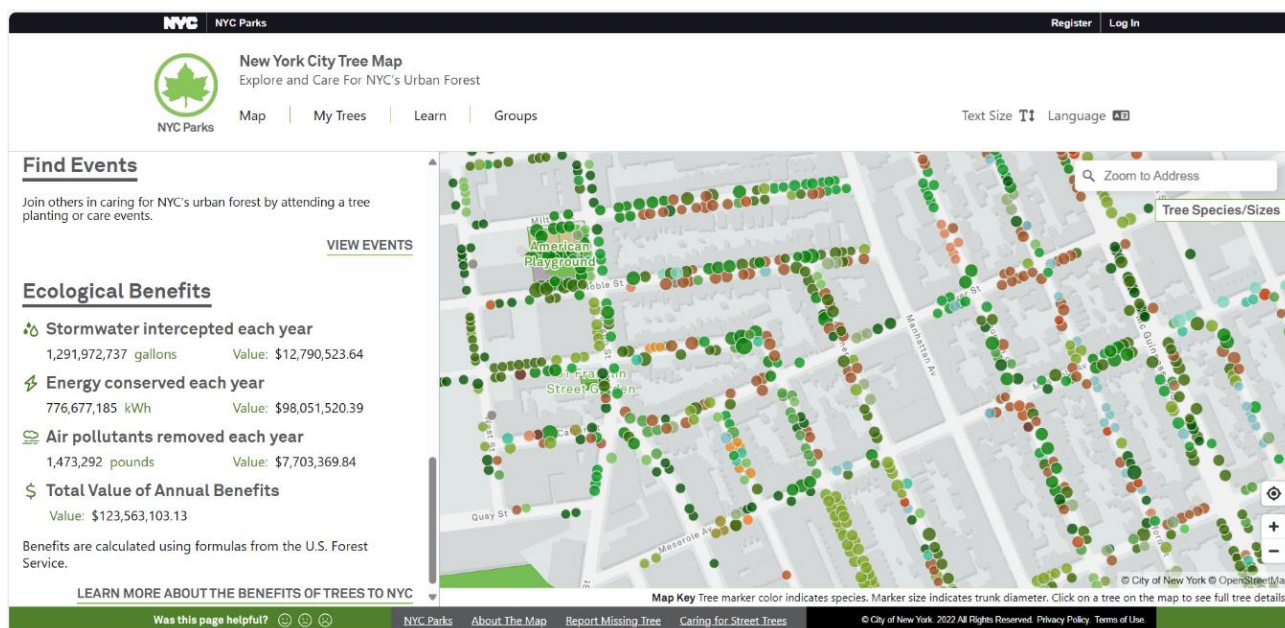 NYC NYC Parks Register Log In
New York City Tree Map
Explore and Care For NYC's Urban Forest
NYC Parks
Map My Trees Learn Groups
Text Size Language
Find Events
Join others in caring for NYC's urban forest by attending a tree
planting or care events.
VIEW EVENTS
Ecological Benefits
Stormwater intercepted each year
1,291,972,737 gallons Value: $12,790,523.64
Energy conserved each year
776,677,185 kWh Value: $98,051,520.39
Air pollutants removed each year
1,473,292 pounds Value: $7,703,369.84
$ Total Value of Annual Benefits
Value: $123,563,103.13
Benefits are calculated using formulas from the U.S. Forest
Service.
LEARN MORE ABOUT THE BENEFITS OF TREES TO NYC
Zoom to Address
Tree Species/Sizes
American
Playground
Manhattan Av
Street
Quay St
Meserole Av
+
−
© City of New York © OpenStreetMa
Map Key Tree marker color indicates species. Marker size indicates trunk diameter. Click on a tree on the map to see full tree details
Was this page helpful?
NYC Parks About The Map Report Missing Tree Caring for Street Trees
© City of New York. 2022 All Rights Reserved. Privacy Policy. Terms of Use.